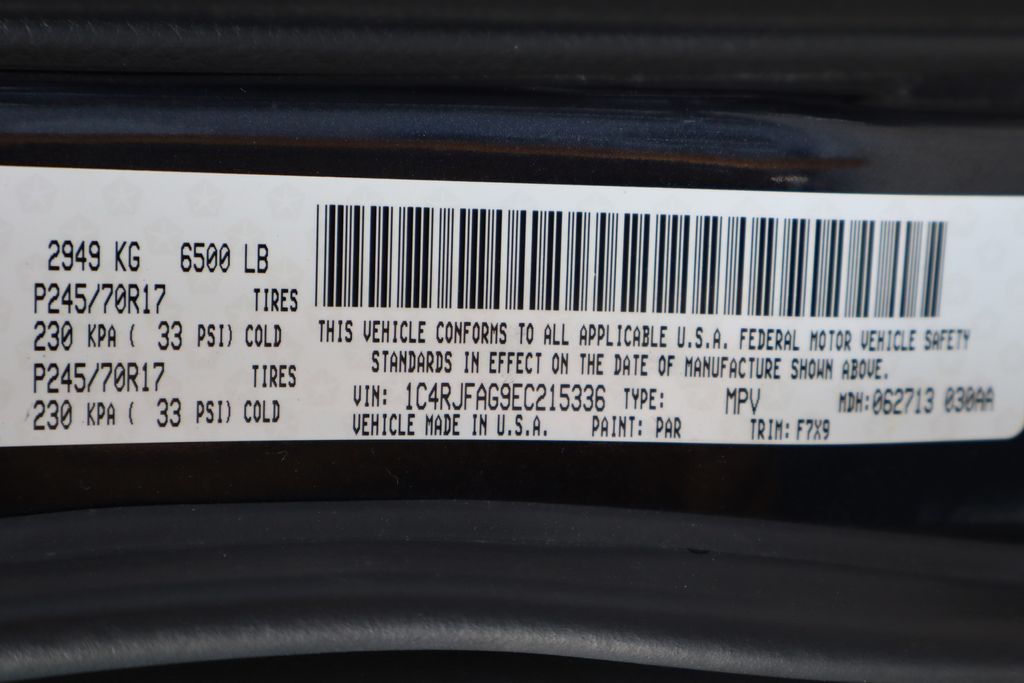 2949 KG 6500 LB
P245/70R17 TIRES
230 KPA ( 33 PSI) COLD
P245/70R17 TIRES
230 KPA ( 33 PSI) COLD
THIS VEHICLE CONFORMS TO ALL APPLICABLE U.S.A. FEDERAL MOTOR VEHICLE SAFETY
STANDARDS IN EFFECT ON THE DATE OF MANUFACTURE SHOWN ABOVE.
VIN: 1C4RJFAG9EC215336 TYPE: MPV MDH:062713 030AA
VEHICLE MADE IN U.S.A. PAINT: PAR TRIM: F7X9